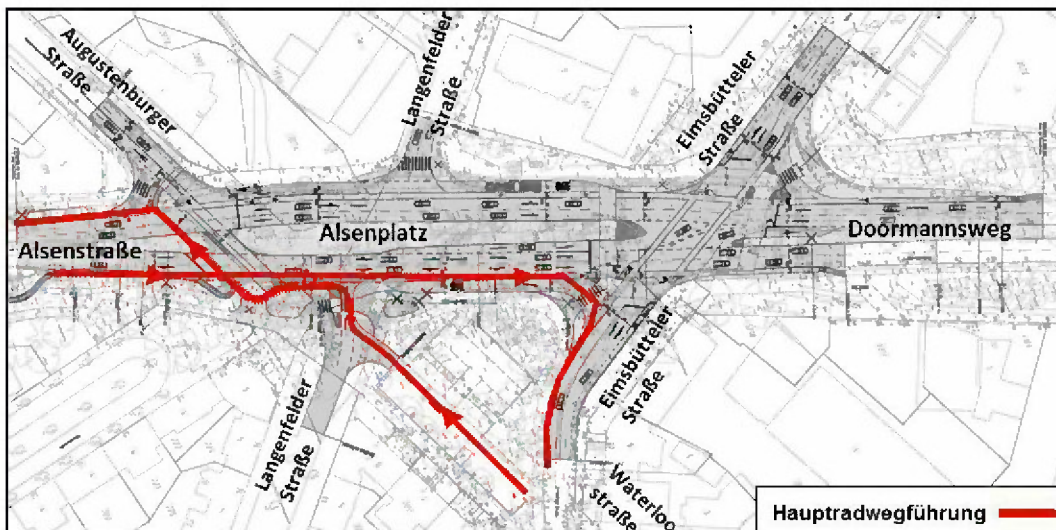 Augustenburger
Straße
Langenfelder
Straße
Eimsbütteler
Straße
Alsenstraße
Alsenplatz
Doormannsweg
Langenfelder
Straße
Eimsbütteler
Straße
Waterloo
straße
Hauptradwegführung